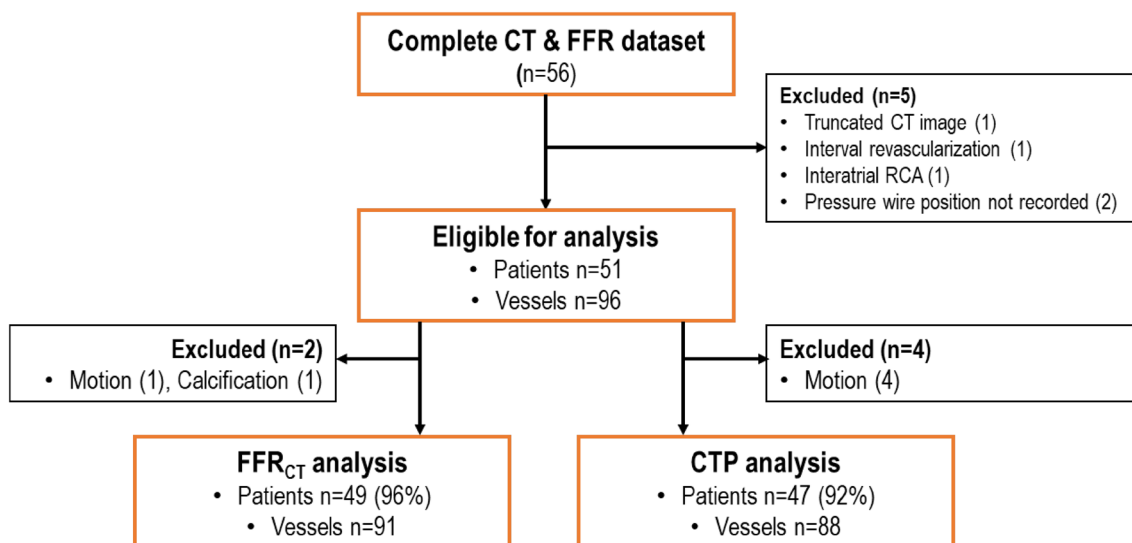 Complete CT & FFR dataset
(n=56)
Excluded (n=5)
• Truncated CT image (1)
• Interval revascularization (1)
• Interatrial RCA (1)
• Pressure wire position not recorded (2)
Eligible for analysis
• Patients n=51
• Vessels n=96
Excluded (n=2)
• Motion (1), Calcification (1)
Excluded (n=4)
• Motion (4)
FFRCT analysis
• Patients n=49 (96%)
• Vessels n=91
CTP analysis
• Patients n=47 (92%)
• Vessels n=88